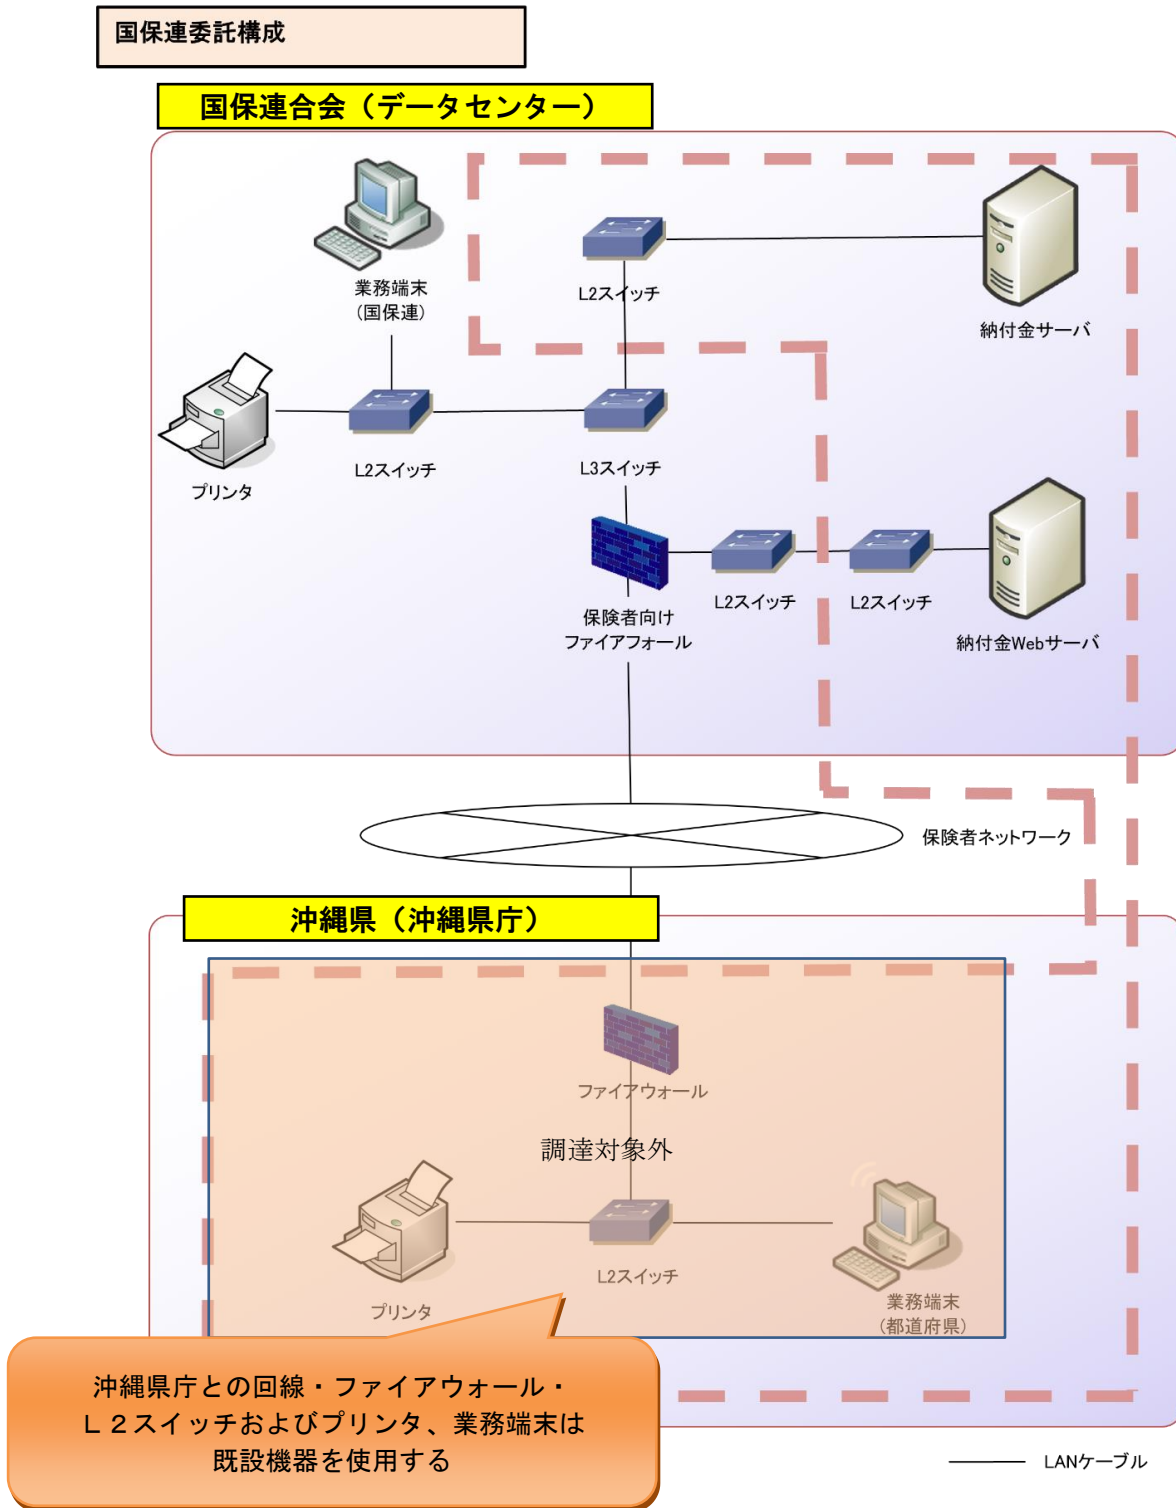 国保連委託構成
国保連合会（データセンター）
業務端末
(国保連)
L2スイッチ
納付金サーバ
プリンタ
L2スイッチ
L3スイッチ
保険者向け
ファイアフォール
L2スイッチ
L2スイッチ
納付金Webサーバ
保険者ネットワーク
沖縄県（沖縄県庁）
ファイアウォール
調達対象外
プリンタ
L2スイッチ
業務端末
(都道府県)
沖縄県庁との回線・ファイアウォール・
Ｌ２スイッチおよびプリンタ、業務端末は
既設機器を使用する
LANケーブル